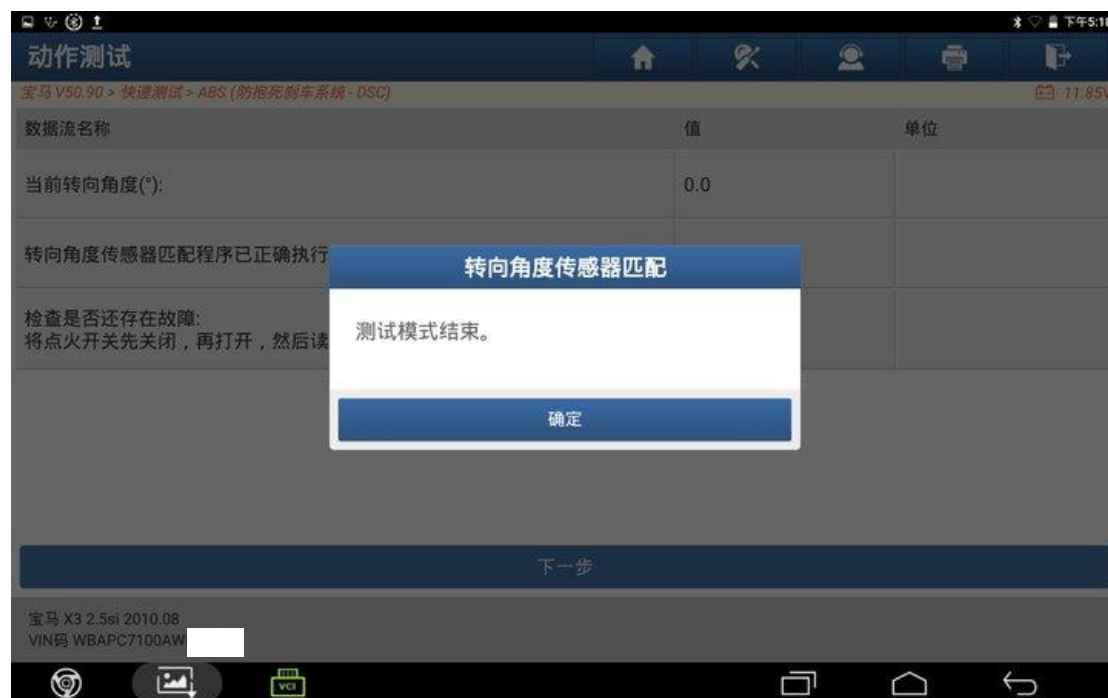 下午5:18
动作测试
宝马 V50.90 > 快速测试 > ABS (防抱死刹车系统 - DSC)
11.85V
数据流名称 值 单位
当前转向角度(°): 0.0
转向角度传感器匹配程序已正确执行
转向角度传感器匹配
检查是否还存在故障:
将点火开关先关闭，再打开，然后读
测试模式结束。
确定
下一步
宝马 X3 2.5si 2010.08
VIN码 WBAPC7100AW
VCI